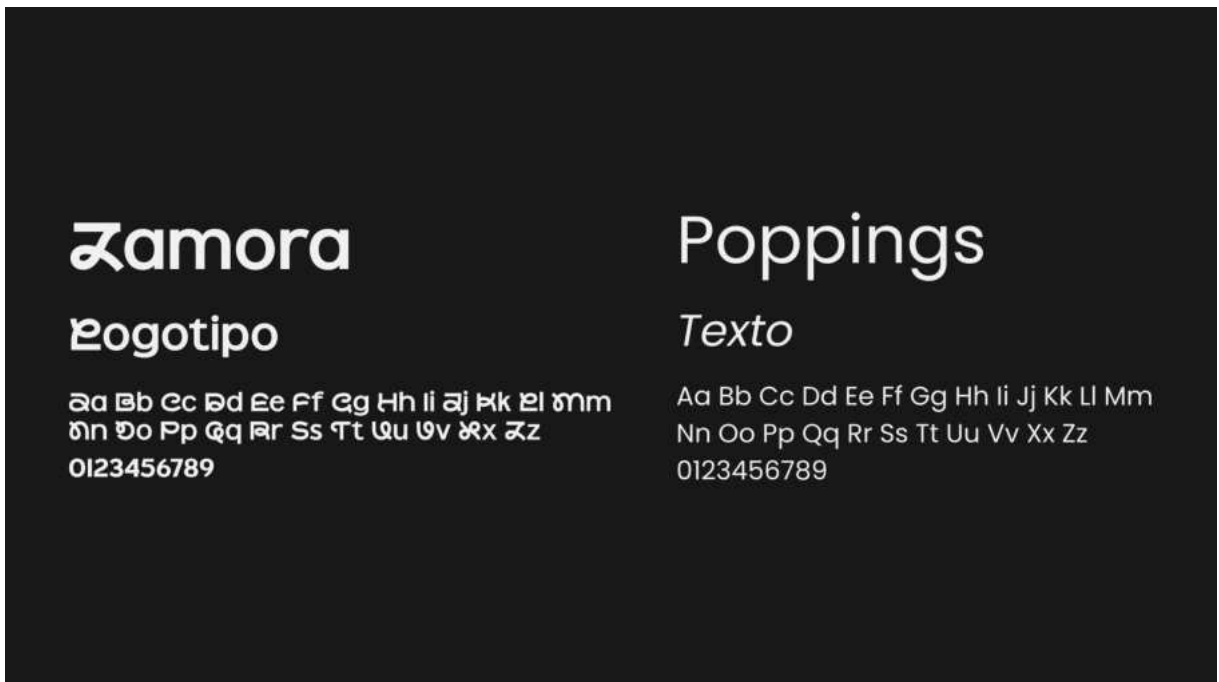 Zamora
Logotipo
Aa Bb Cc Dd Ee Ff Gg Hh Ii Jj Kk Ll Mm
Nn Oo Pp Qq Rr Ss Tt Uu Vv Xx Zz
0123456789
Poppings
Texto
Aa Bb Cc Dd Ee Ff Gg Hh Ii Jj Kk Ll Mm
Nn Oo Pp Qq Rr Ss Tt Uu Vv Xx Zz
0123456789